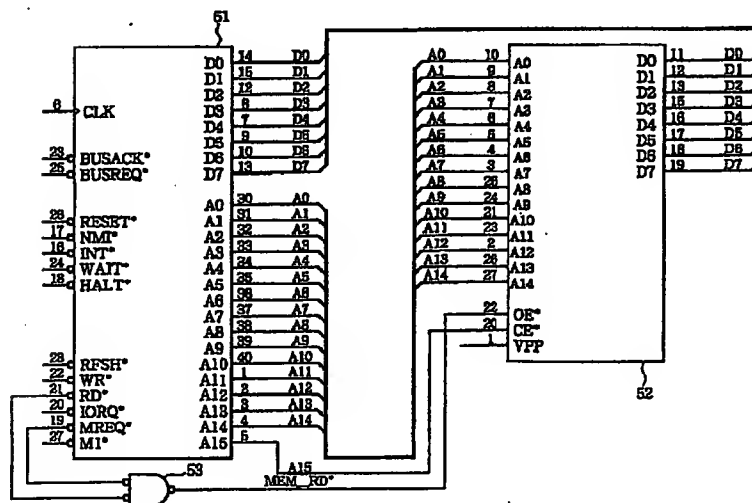 51
6 CLK
23 BUSACK*
25 BUSREQ*
26 RESET*
17 NMI*
16 INT*
24 WAIT*
18 HALT*
28 RFSH*
22 WR*
21 RD*
20 IORQ*
19 MREQ*
27 M1*
D0 14 D0
D1 15 D1
D2 12 D2
D3 8 D3
D4 7 D4
D5 9 D5
D6 10 D6
D7 13 D7
A0 30 A0
A1 31 A1
A2 32 A2
A3 33 A3
A4 34 A4
A5 35 A5
A6 36 A6
A7 37 A7
A8 38 A8
A9 39 A9
A10 40 A10
A11 1 A11
A12 2 A12
A13 3 A13
A14 4 A14
A15 5
A15
MEM_RD*
53
A0 10 A0
A1 9 A1
A2 8 A2
A3 7 A3
A4 6 A4
A5 5 A5
A6 4 A6
A7 3 A7
A8 25 A8
A9 24 A9
A10 21 A10
A11 23 A11
A12 2 A12
A13 26 A13
A14 27 A14
22 OE*
20 CE*
1 VPP
D0 11 D0
D1 12 D1
D2 13 D2
D3 15 D3
D4 16 D4
D5 17 D5
D6 18 D6
D7 19 D7
52